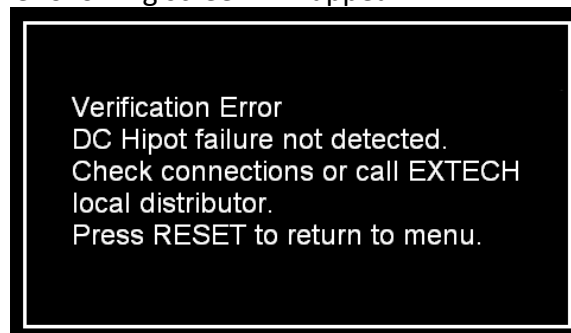 Verification Error
DC Hipot failure not detected.
Check connections or call EXTECH
local distributor.
Press RESET to return to menu.